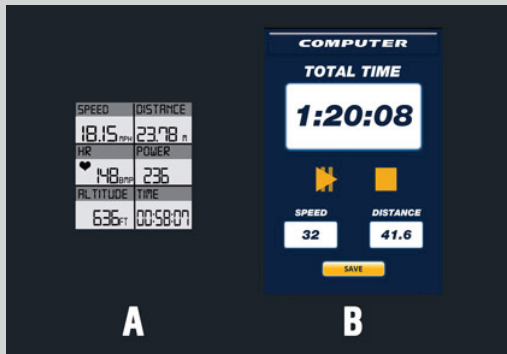 SPEED DISTANCE
18.15 MPH 23.78 M
HR POWER
148 BMP 236
ALTITUDE TIME
636 FT 00:58:07
A
COMPUTER
TOTAL TIME
1:20:08
SPEED DISTANCE
32 41.6
SAVE
B